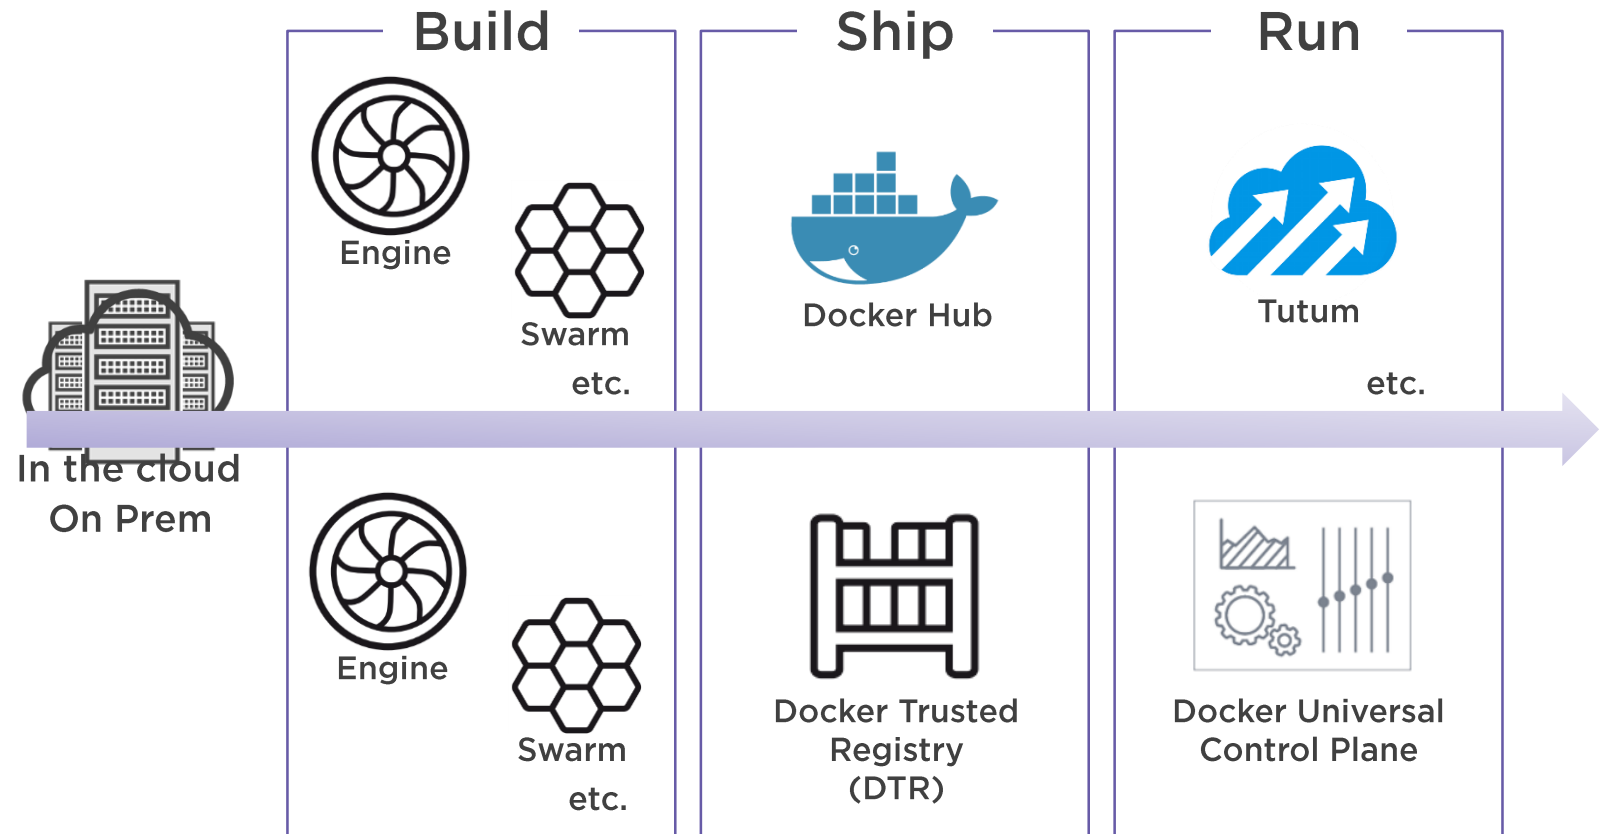 Build
Ship
Run
Engine
Swarm
etc.
Docker Hub
Tutum
etc.
In the cloud
On Prem
Engine
Swarm
etc.
Docker Trusted
Registry
(DTR)
Docker Universal
Control Plane